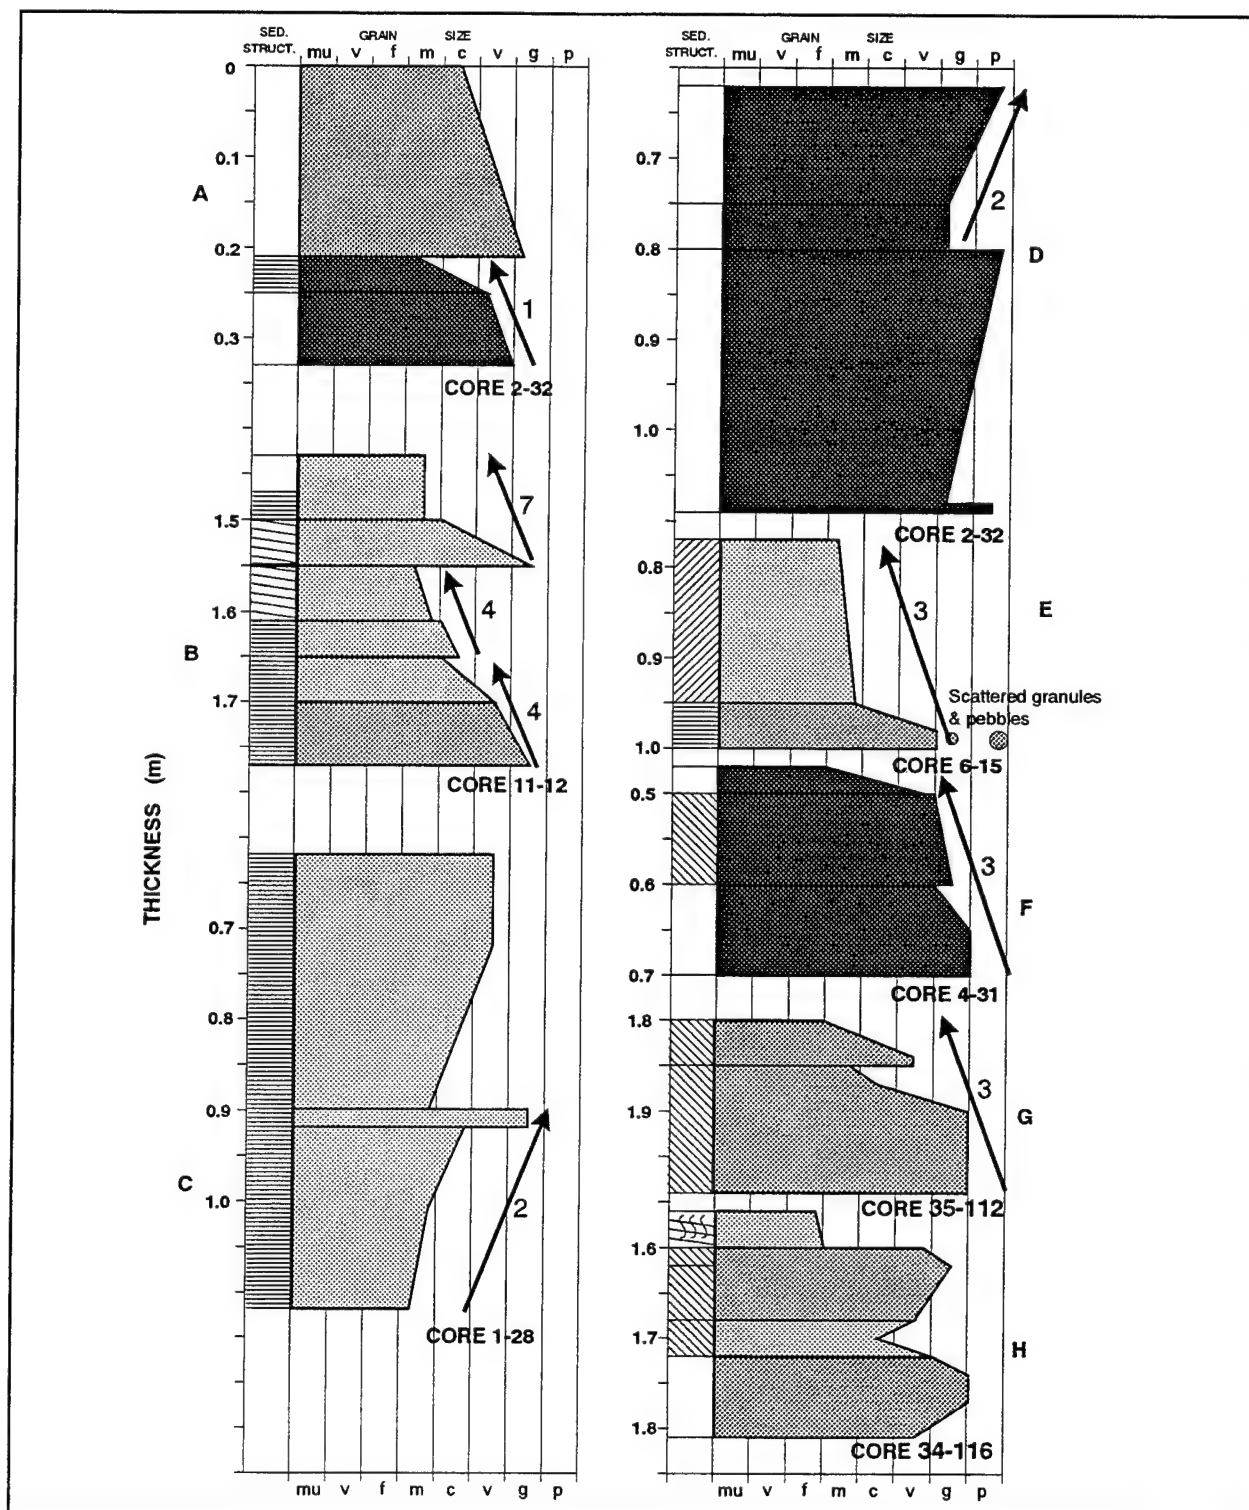 SED. GRAIN SIZE
STRUCT. mu v f m c v g p
0
0.1
A
0.2
1
0.3
CORE 2-32
7
1.5
4
1.6
B
1.7
4
CORE 11-12
THICKNESS (m)
0.7
0.8
0.9
C
1.0
2
CORE 1-28
mu v f m c v g p
SED. GRAIN SIZE
STRUCT. mu v f m c v g p
0.7
2
0.8
D
0.9
1.0
CORE 2-32
0.8
3
E
0.9
Scattered granules
& pebbles
1.0
CORE 6-15
0.5
3
0.6
F
0.7
CORE 4-31
1.8
3
1.9
G
CORE 35-112
1.6
1.7
H
1.8
CORE 34-116
mu v f m c v g p